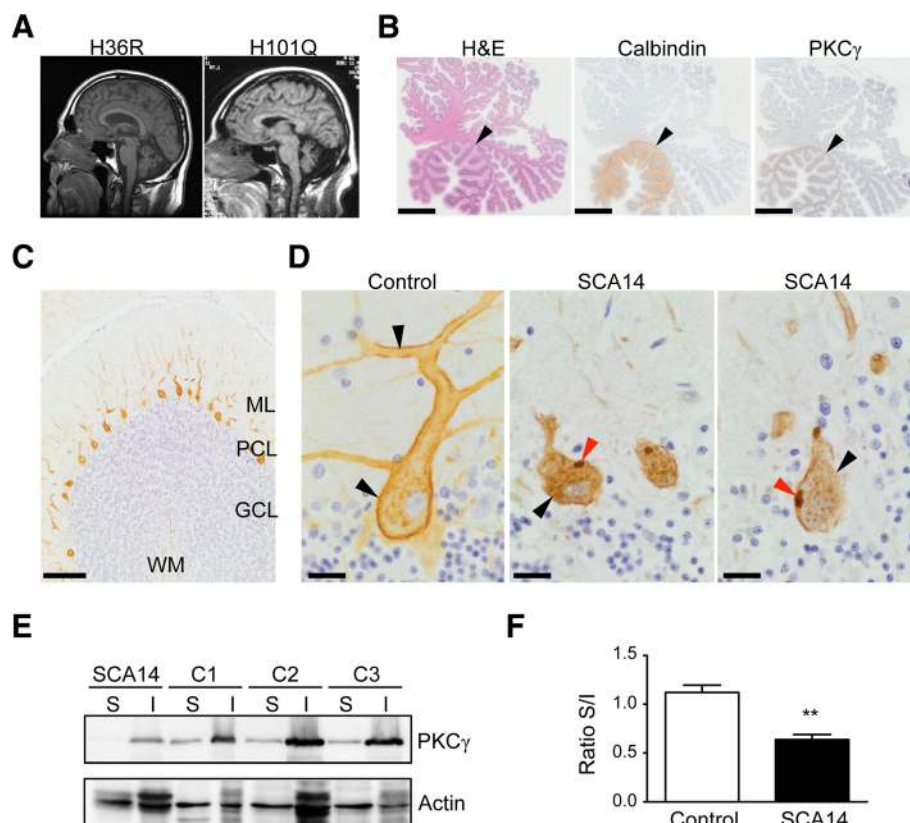 A
H36R H101Q
B
H&E Calbindin PKCγ
C
ML
PCL
GCL
WM
D
Control SCA14 SCA14
E
SCA14 C1 C2 C3
S I S I S I S I
PKCγ
Actin
F
Ratio S/I
1.5
1.0
**
0.5
0.0
Control SCA14